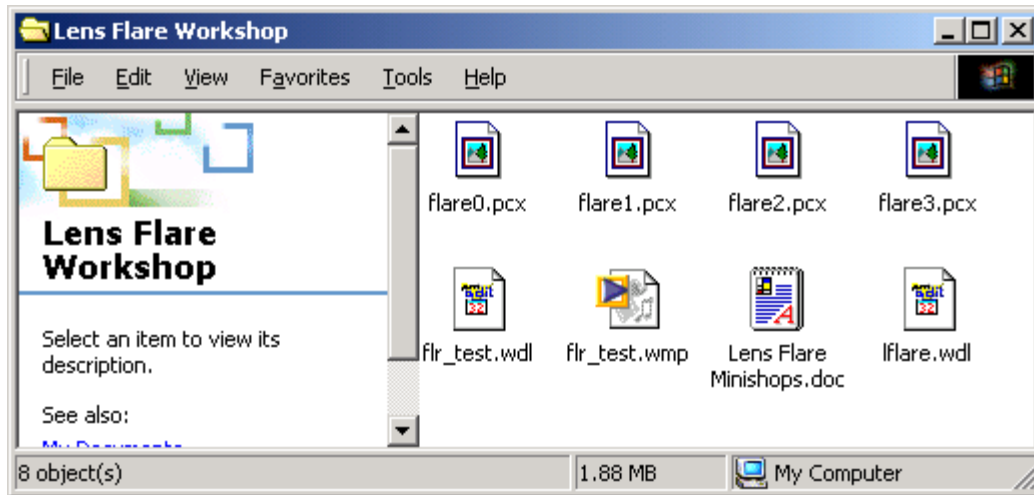 Lens Flare Workshop
File Edit View Favorites Tools Help
Lens Flare
Workshop
Select an item to view its
description.
See also:
My Documents
flare0.pcx flare1.pcx flare2.pcx flare3.pcx
flr_test.wdl flr_test.wmp Lens Flare
Minishops.doc lflare.wdl
8 object(s) 1.88 MB My Computer